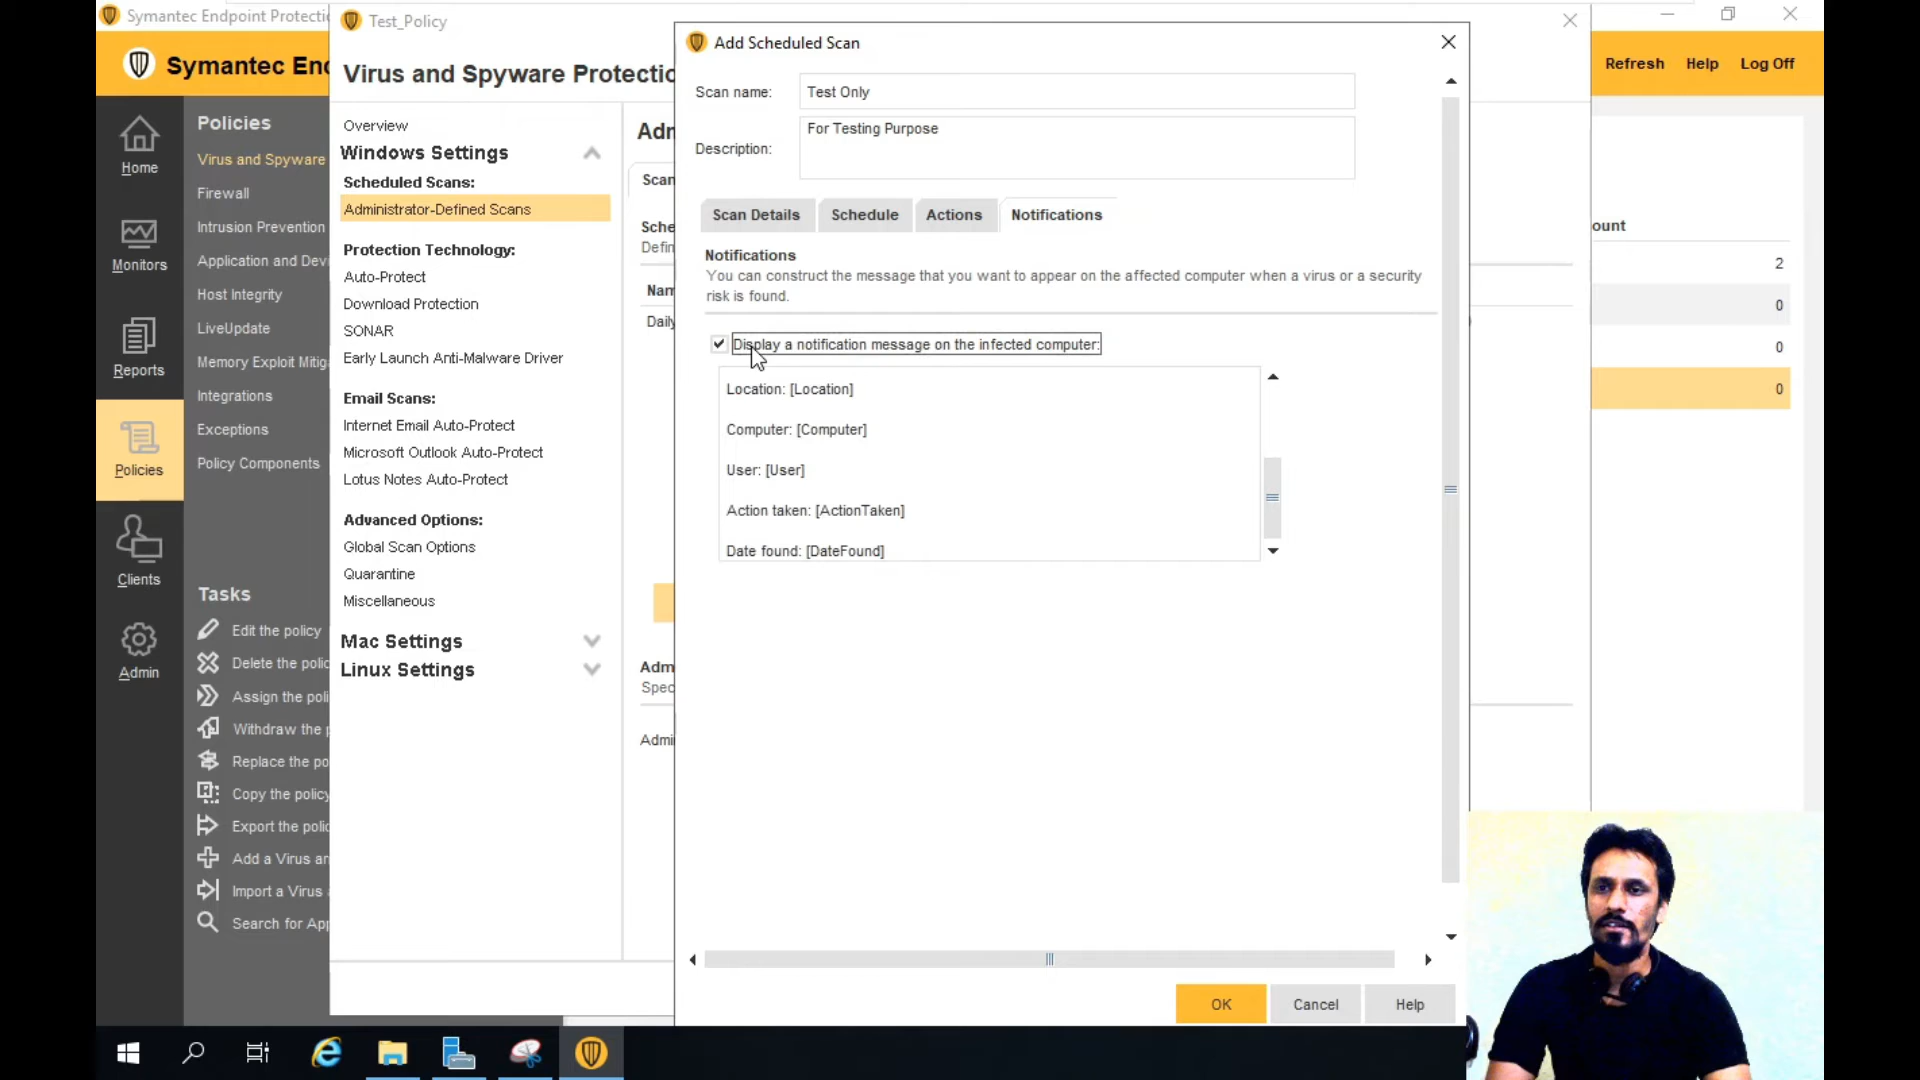 Symantec Endpoint Protecti
Test_Policy
Add Scheduled Scan
Symantec En
Refresh
Help
Log Off
Virus and Spyware Protectio
Scan name:
Test Only
Description:
For Testing Purpose
Home
Monitors
Reports
Policies
Clients
Admin
Policies
Virus and Spyware
Firewall
Intrusion Prevention
Application and Devi
Host Integrity
LiveUpdate
Memory Exploit Mitig
Integrations
Exceptions
Policy Components
Tasks
Edit the policy
Delete the polic
Assign the poli
Withdraw the p
Replace the po
Copy the policy
Export the polic
Add a Virus an
Import a Virus a
Search for App
Overview
Windows Settings
Scheduled Scans:
Administrator-Defined Scans
Protection Technology:
Auto-Protect
Download Protection
SONAR
Early Launch Anti-Malware Driver
Email Scans:
Internet Email Auto-Protect
Microsoft Outlook Auto-Protect
Lotus Notes Auto-Protect
Advanced Options:
Global Scan Options
Quarantine
Miscellaneous
Mac Settings
Linux Settings
Adm
Scan
Sche
Defin
Nam
Daily
Adm
Spec
Admi
Scan Details
Schedule
Actions
Notifications
Notifications
You can construct the message that you want to appear on the affected computer when a virus or a security
risk is found.
Display a notification message on the infected computer:
Location: [Location]
Computer: [Computer]
User: [User]
Action taken: [ActionTaken]
Date found: [DateFound]
OK
Cancel
Help
ount
2
0
0
0